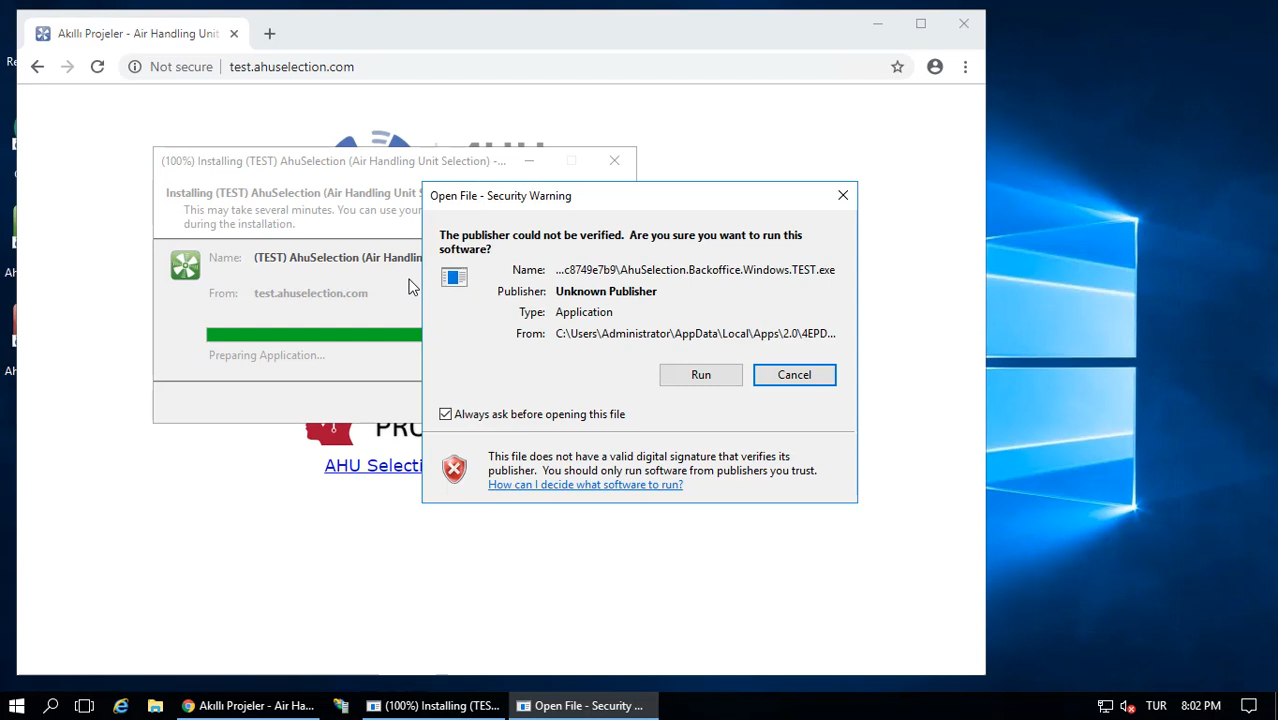 Akıllı Projeler - Air Handling Unit
Not secure
test.ahuselection.com
(100%) Installing (TEST) AhuSelection (Air Handling Unit Selection) -...
Installing (TEST) AhuSelection (Air Handling Unit S
This may take several minutes. You can use your
during the installation.
Name: (TEST) AhuSelection (Air Handlin
From: test.ahuselection.com
Preparing Application...
AHU Selecti
Open File - Security Warning
The publisher could not be verified. Are you sure you want to run this
software?
Name: ...c8749e7b9\AhuSelection.Backoffice.Windows.TEST.exe
Publisher: Unknown Publisher
Type: Application
From: C:\Users\Administrator\AppData\Local\Apps\2.0\4EPD...
Run
Cancel
Always ask before opening this file
This file does not have a valid digital signature that verifies its
publisher. You should only run software from publishers you trust.
How can I decide what software to run?
Akıllı Projeler - Air Ha...
(100%) Installing (TES...
Open File - Security ...
TUR
8:02 PM